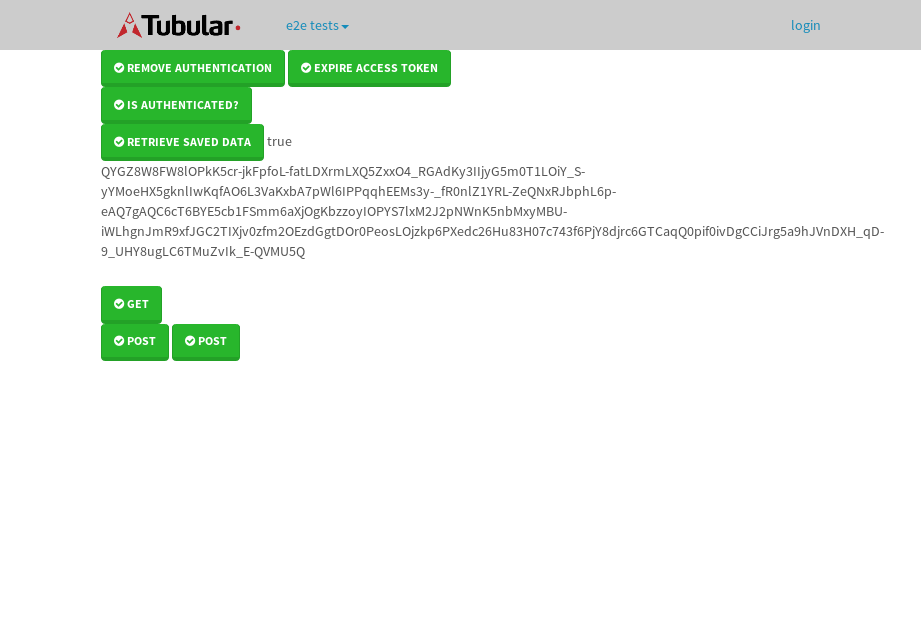 Tubular e2e tests login
REMOVE AUTHENTICATION EXPIRE ACCESS TOKEN
IS AUTHENTICATED?
RETRIEVE SAVED DATA true
QYGZ8W8FW8lOPkK5cr-jkFpfoL-fatLDXrmLXQ5ZxxO4_RGAdKy3IIjyG5m0T1LOiY_S-
yYMoeHX5gknlIwKqfAO6L3VaKxbA7pWl6IPPqqhEEMs3y-_fR0nlZ1YRL-ZeQNxRJbphL6p-
eAQ7gAQC6cT6BYE5cb1FSmm6aXjOgKbzzoyIOPYS7lxM2J2pNWnK5nbMxyMBU-
iWLhgnJmR9xfJGC2TIXjv0zfm2OEzdGgtDOr0PeosLOjzkp6PXedc26Hu83H07c743f6PjY8djrc6GTCaqQ0pif0ivDgCCiJrg5a9hJVnDXH_qD-
9_UHY8ugLC6TMuZvIk_E-QVMU5Q
GET
POST POST